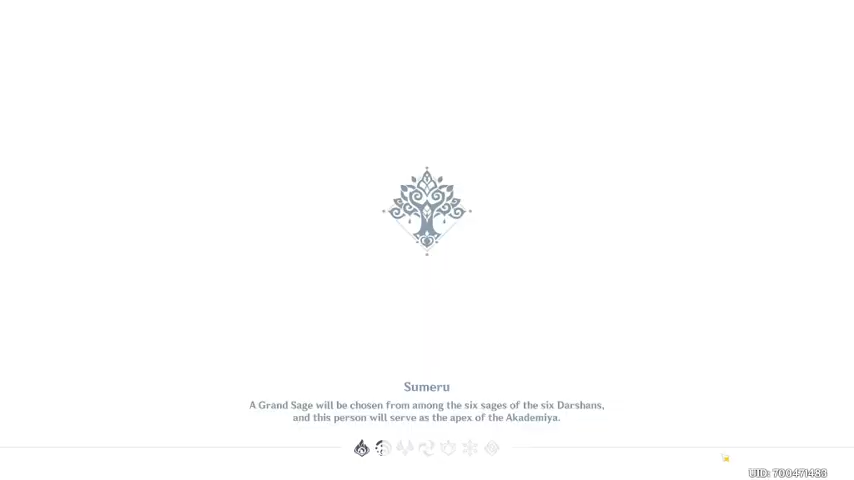 Sumeru
A Grand Sage will be chosen from among the six sages of the six Darshans,
and this person will serve as the apex of the Akademiya.
UID: 700471483